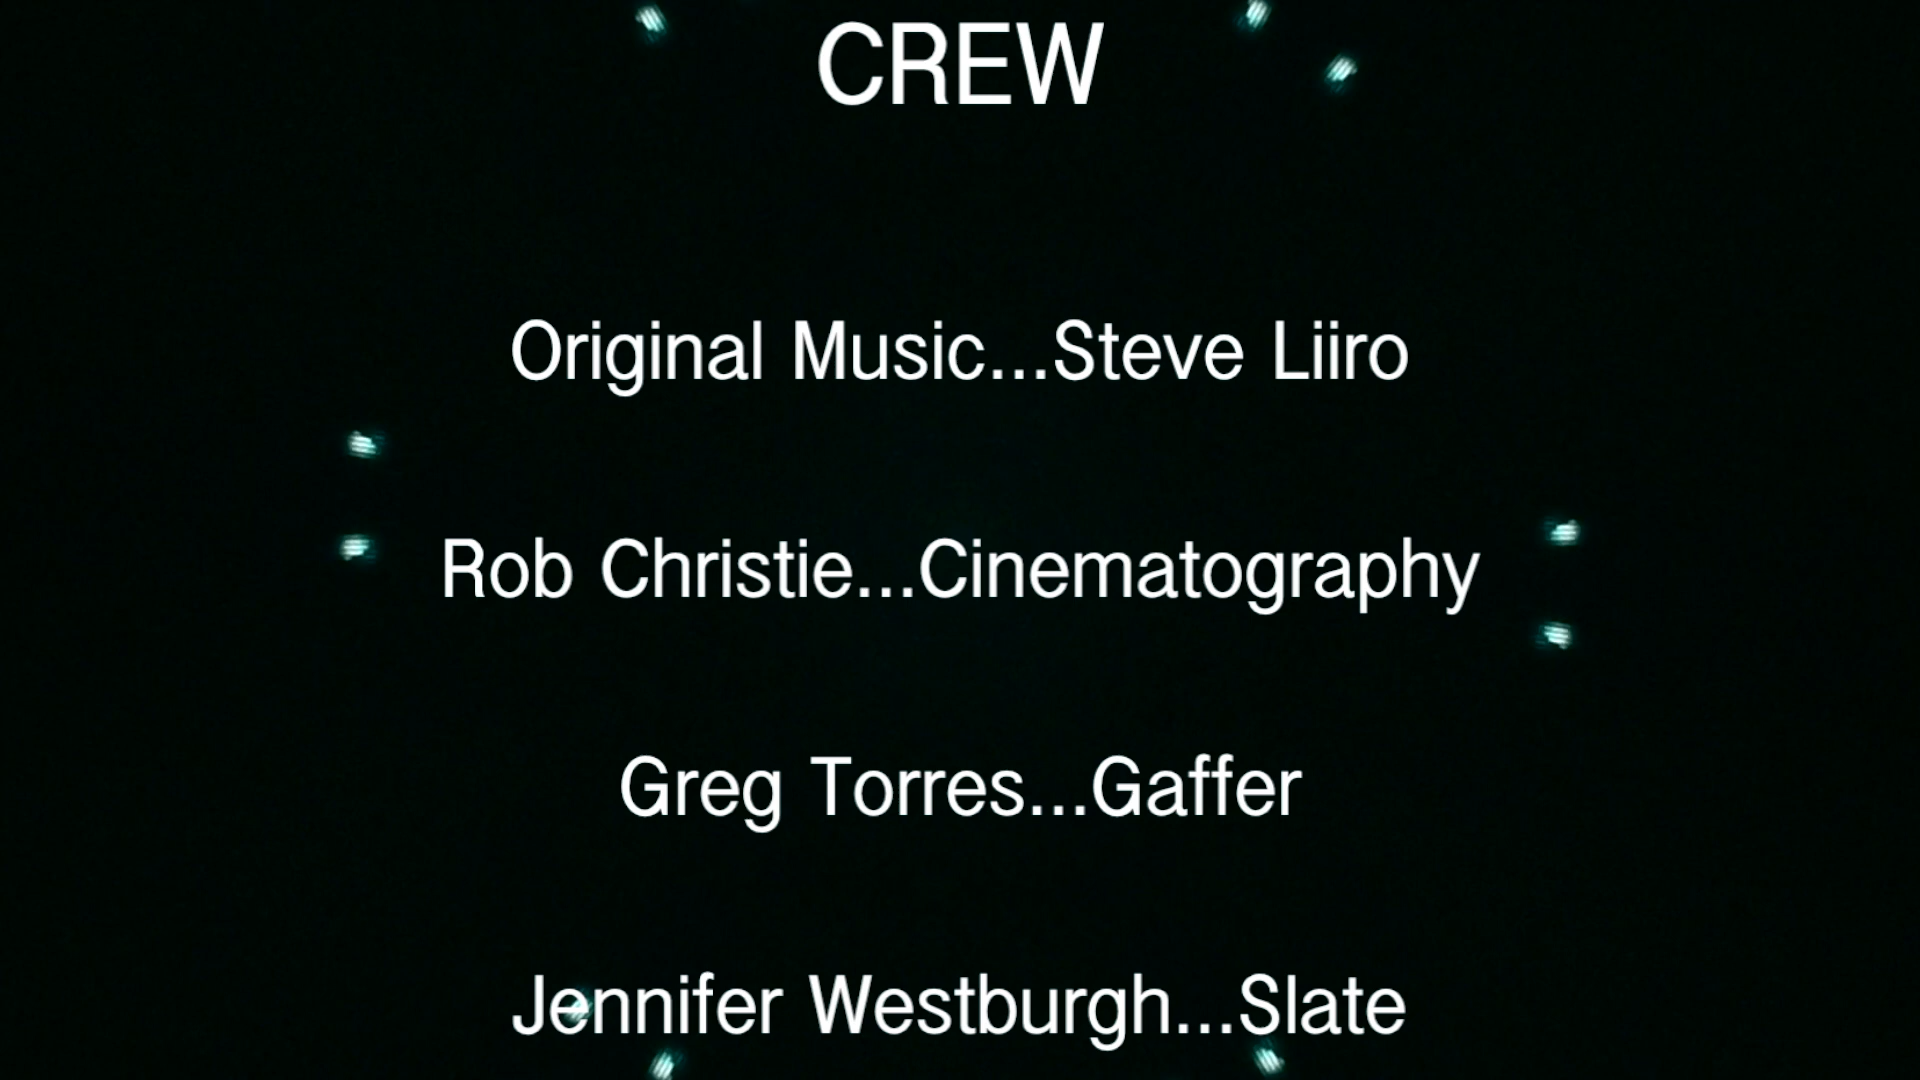 CREW
Original Music...Steve Liiro
Rob Christie...Cinematography
Greg Torres...Gaffer
Jennifer Westburgh...Slate